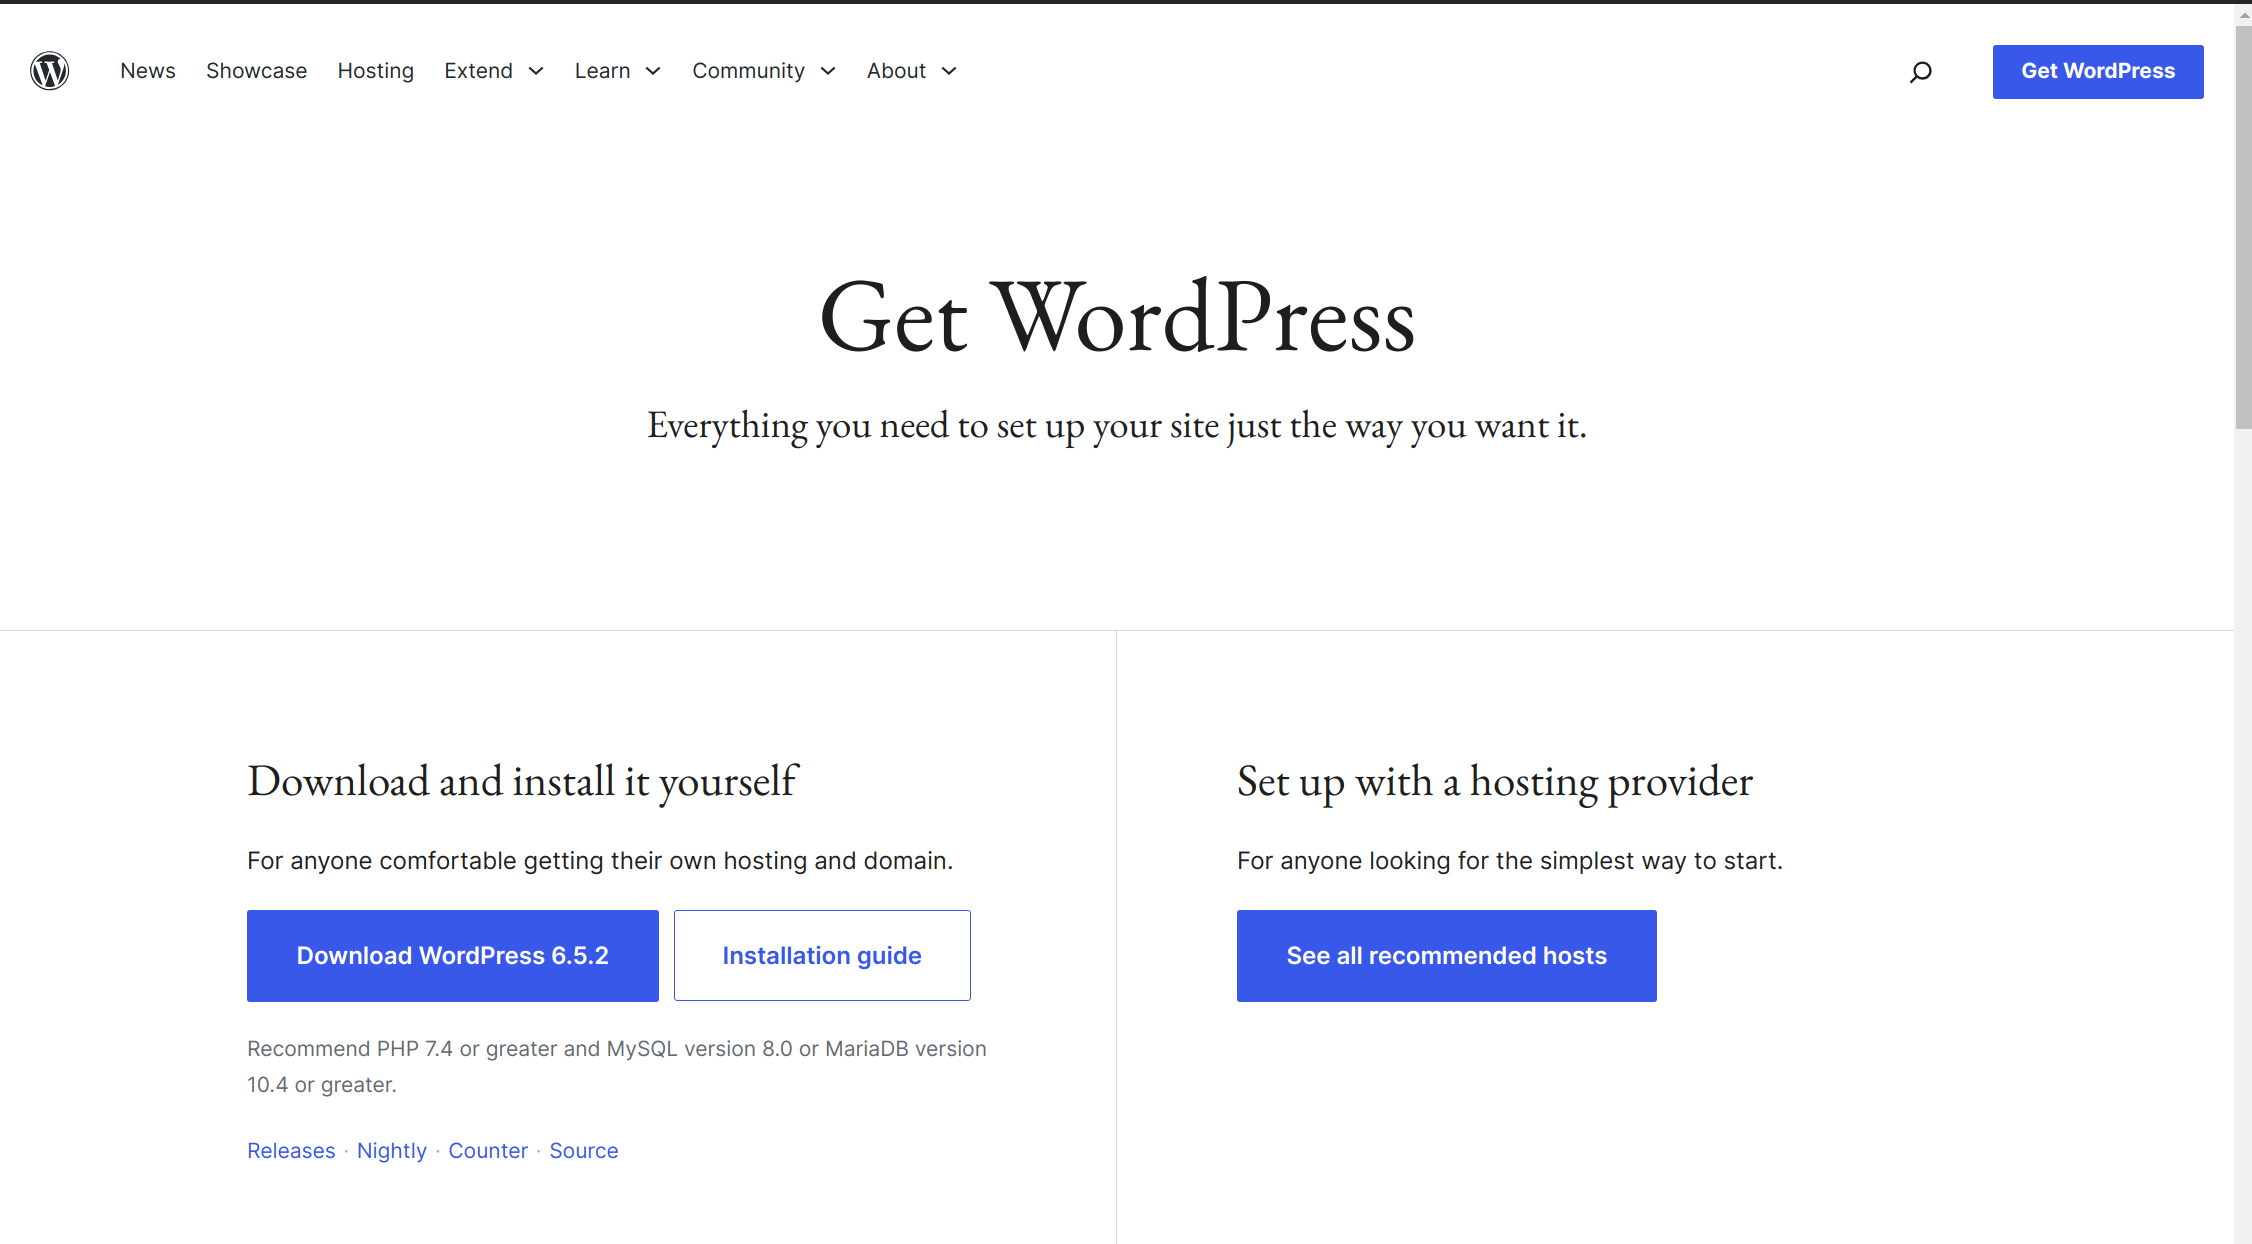 News Showcase Hosting Extend Learn Community About Get WordPress
Get WordPress
Everything you need to set up your site just the way you want it.
Download and install it yourself
For anyone comfortable getting their own hosting and domain.
Download WordPress 6.5.2 Installation guide
Recommend PHP 7.4 or greater and MySQL version 8.0 or MariaDB version
10.4 or greater.
Releases · Nightly · Counter · Source
Set up with a hosting provider
For anyone looking for the simplest way to start.
See all recommended hosts